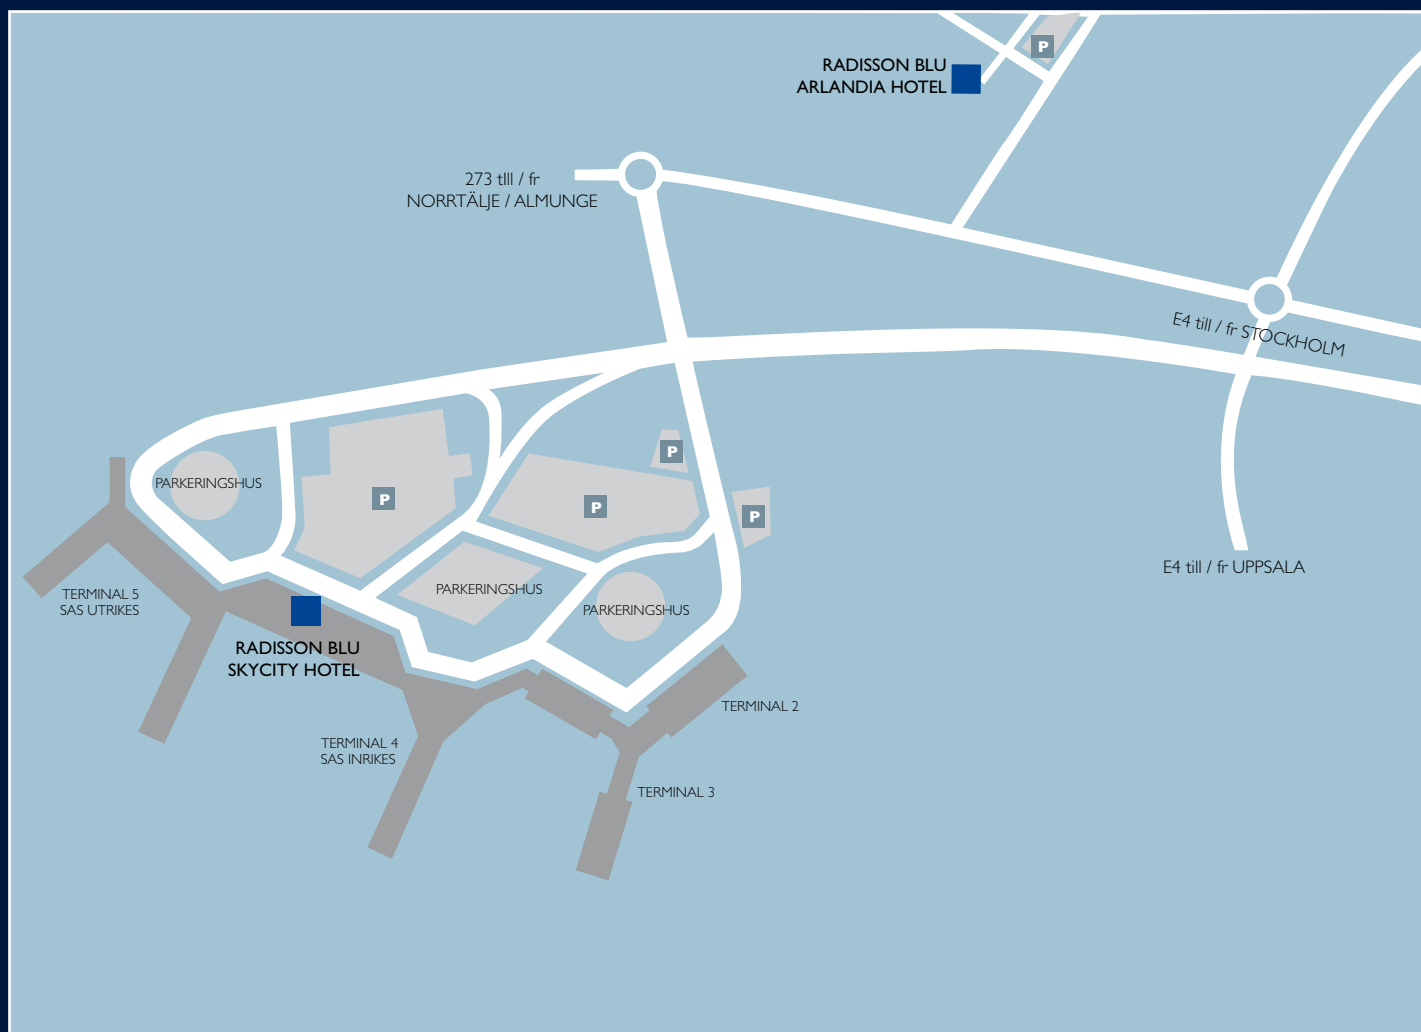 P
RADISSON BLU
ARLANDIA HOTEL
273 tIll / fr
NORRTÄLJE / ALMUNGE
E4 till / fr STOCKHOLM
P
PARKERINGSHUS
P
P
P
E4 till / fr UPPSALA
PARKERINGSHUS
TERMINAL 5
SAS UTRIKES
PARKERINGSHUS
RADISSON BLU
SKYCITY HOTEL
TERMINAL 2
TERMINAL 4
SAS INRIKES
TERMINAL 3